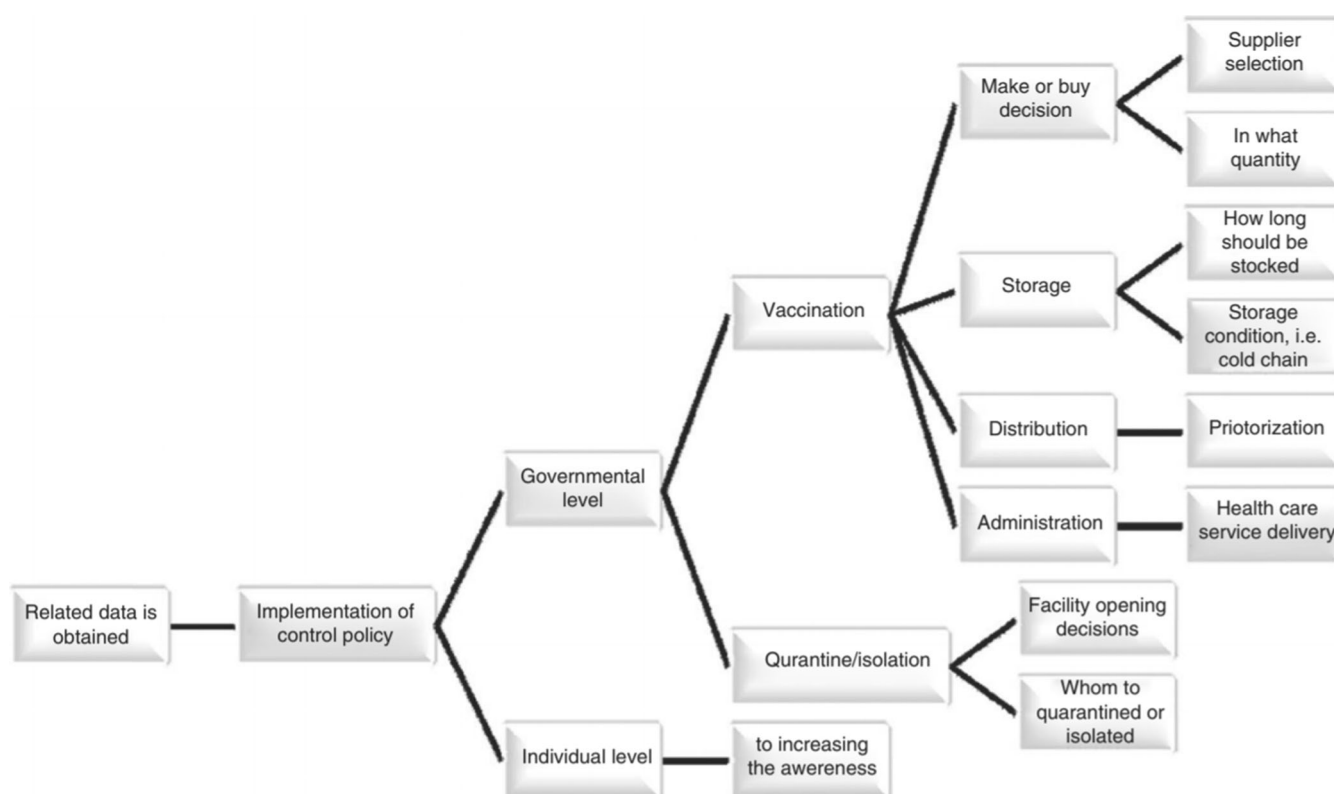 Supplier
selection
Make or buy
decision
In what
quantity
How long
should be
stocked
Storage
Vaccination
Storage
condition, i.e.
cold chain
Distribution
Priotorization
Governmental
level
Administration
Health care
service delivery
Related data is
obtained
Implementation of
control policy
Facility opening
decisions
Qurantine/isolation
Whom to
quarantined or
isolated
Individual level
to increasing
the awereness